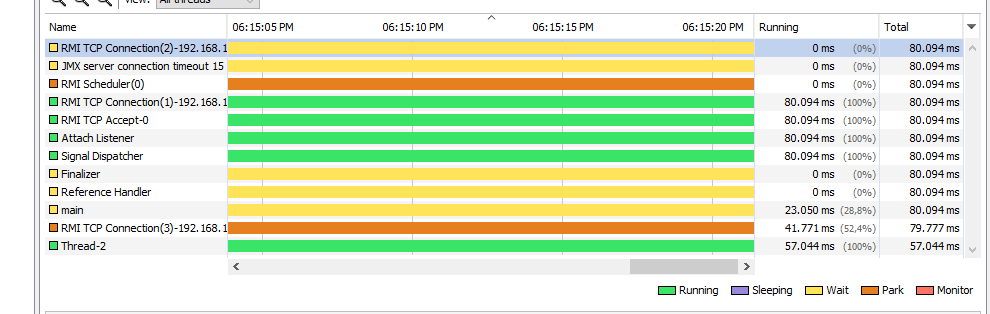 View: All threads
Name 06:15:05 PM 06:15:10 PM 06:15:15 PM 06:15:20 PM Running Total
RMI TCP Connection(2)-192.168.1 0 ms (0%) 80.094 ms
JMX server connection timeout 15 0 ms (0%) 80.094 ms
RMI Scheduler(0) 0 ms (0%) 80.094 ms
RMI TCP Connection(1)-192.168.1 80.094 ms (100%) 80.094 ms
RMI TCP Accept-0 80.094 ms (100%) 80.094 ms
Attach Listener 80.094 ms (100%) 80.094 ms
Signal Dispatcher 80.094 ms (100%) 80.094 ms
Finalizer 0 ms (0%) 80.094 ms
Reference Handler 0 ms (0%) 80.094 ms
main 23.050 ms (28,8%) 80.094 ms
RMI TCP Connection(3)-192.168.1 41.771 ms (52,4%) 79.777 ms
Thread-2 57.044 ms (100%) 57.044 ms
Running Sleeping Wait Park Monitor